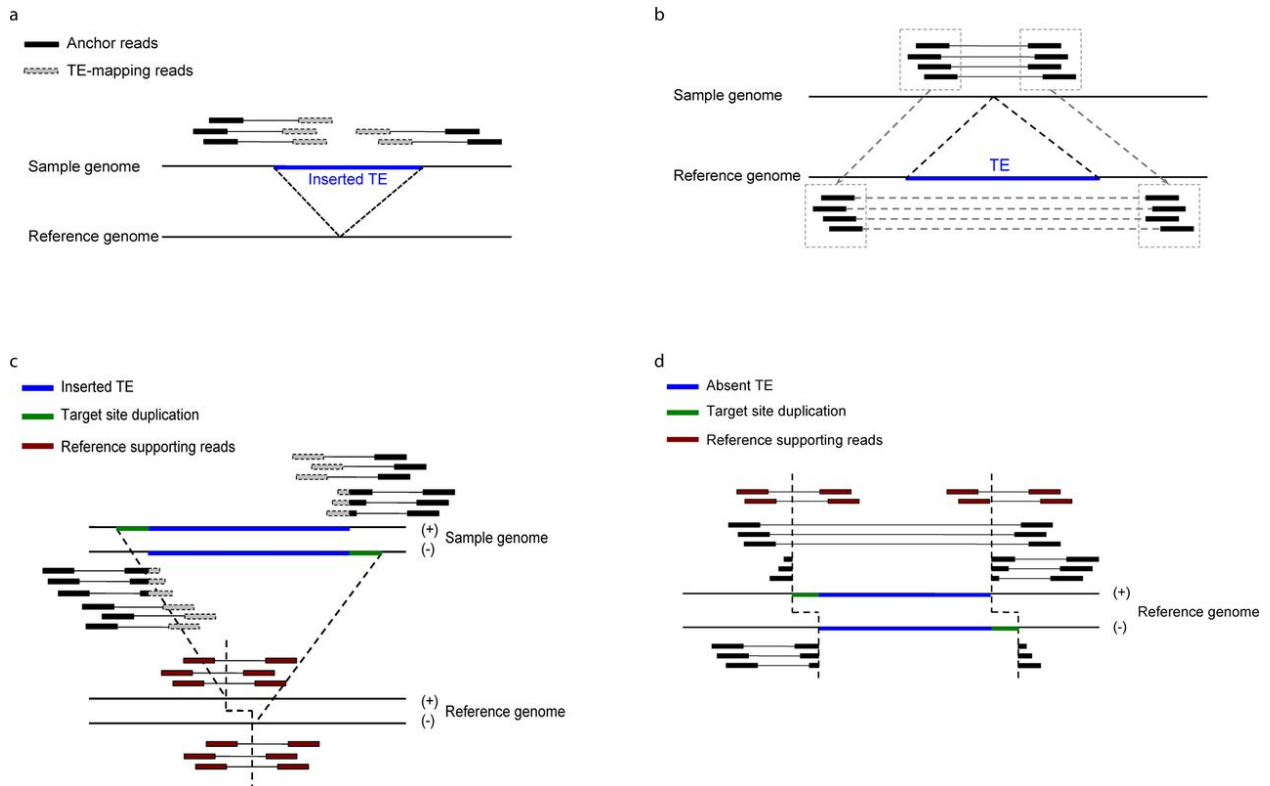 a
Anchor reads
TE-mapping reads
Sample genome
Inserted TE
Reference genome
b
Sample genome
Reference genome
TE
c
Inserted TE
Target site duplication
Reference supporting reads
(+)
Sample genome
(-)
(+)
Reference genome
(-)
d
Absent TE
Target site duplication
Reference supporting reads
(+)
Reference genome
(-)